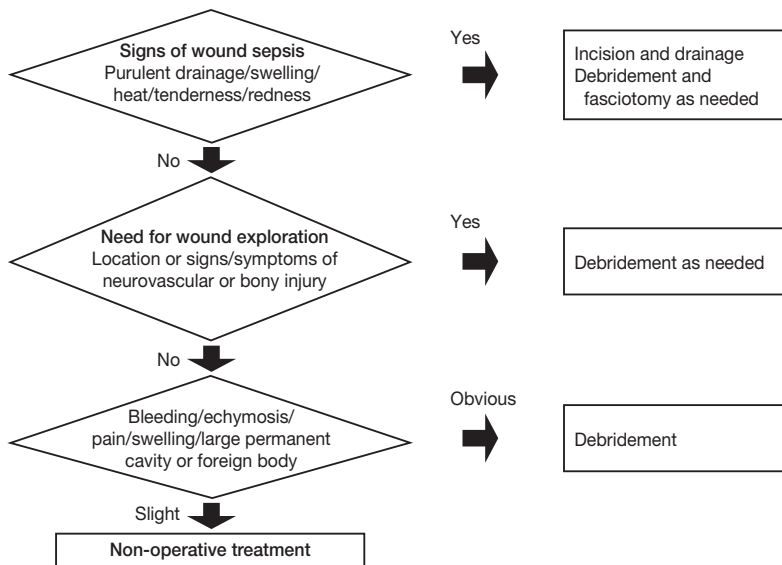 Signs of wound sepsis
Purulent drainage/swelling/
heat/tenderness/redness
Yes
Incision and drainage
Debridement and
fasciotomy as needed
No
Need for wound exploration
Location or signs/symptoms of
neurovascular or bony injury
Yes
Debridement as needed
No
Bleeding/echymosis/
pain/swelling/large permanent
cavity or foreign body
Obvious
Debridement
Slight
Non-operative treatment